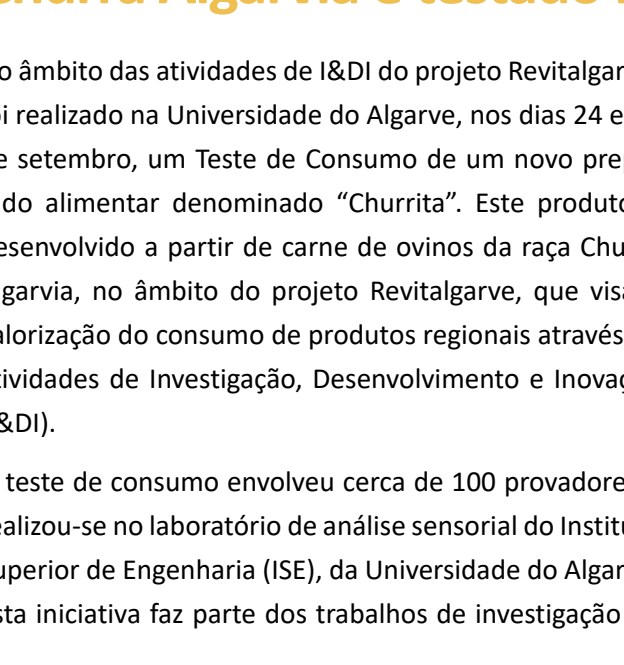 hurra Algarvia é testado
o âmbito das atividades de I&DI do projeto Revitalgar
i realizado na Universidade do Algarve, nos dias 24 e
e setembro, um Teste de Consumo de um novo prep
do alimentar denominado “Churrita”. Este produto
esenvolvido a partir de carne de ovinos da raça Chu
garvia, no âmbito do projeto Revitalgarve, que visa
alorização do consumo de produtos regionais através
tividades de Investigação, Desenvolvimento e Inovaç
&DI).
teste de consumo envolveu cerca de 100 provadore
ealizou-se no laboratório de análise sensorial do Institu
uperior de Engenharia (ISE), da Universidade do Algar
sta iniciativa faz parte dos trabalhos de investigação